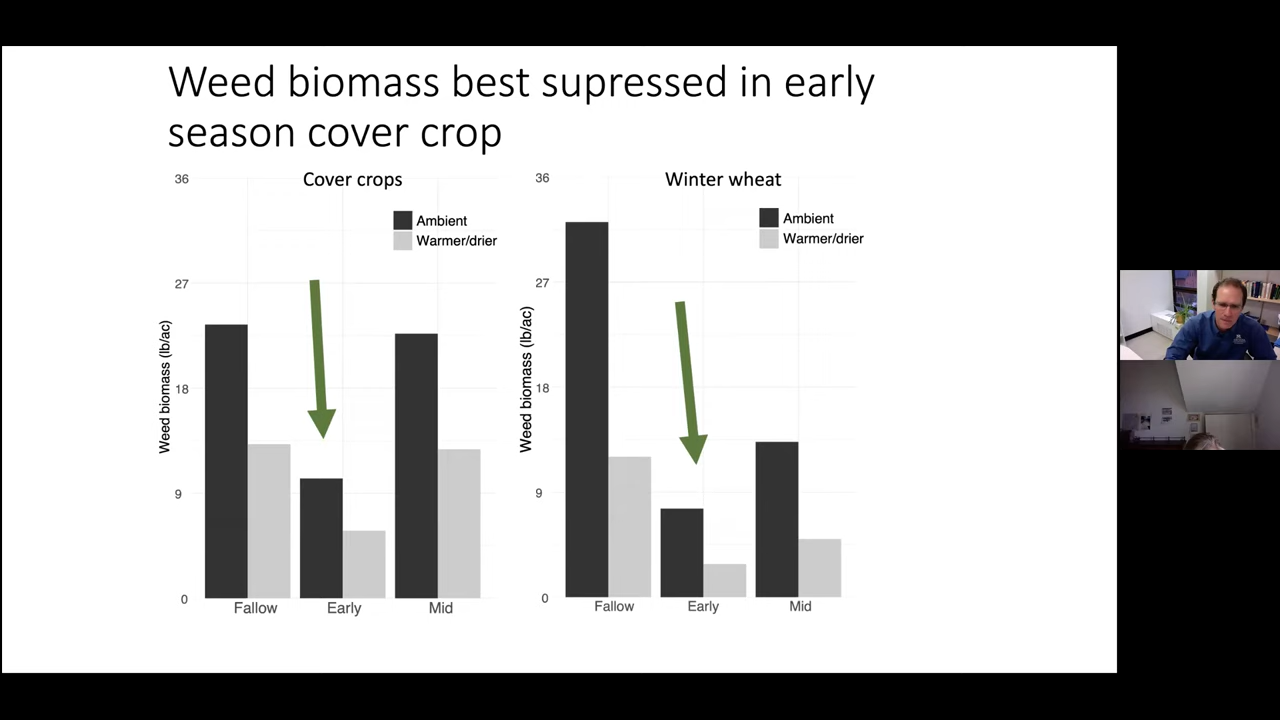 Weed biomass best supressed in early
season cover crop
Cover crops
36
27
18
9
0
Weed biomass (lb/ac)
Ambient
Warmer/drier
Fallow
Early
Mid
Winter wheat
36
27
18
9
0
Weed biomass (lb/ac)
Ambient
Warmer/drier
Fallow
Early
Mid